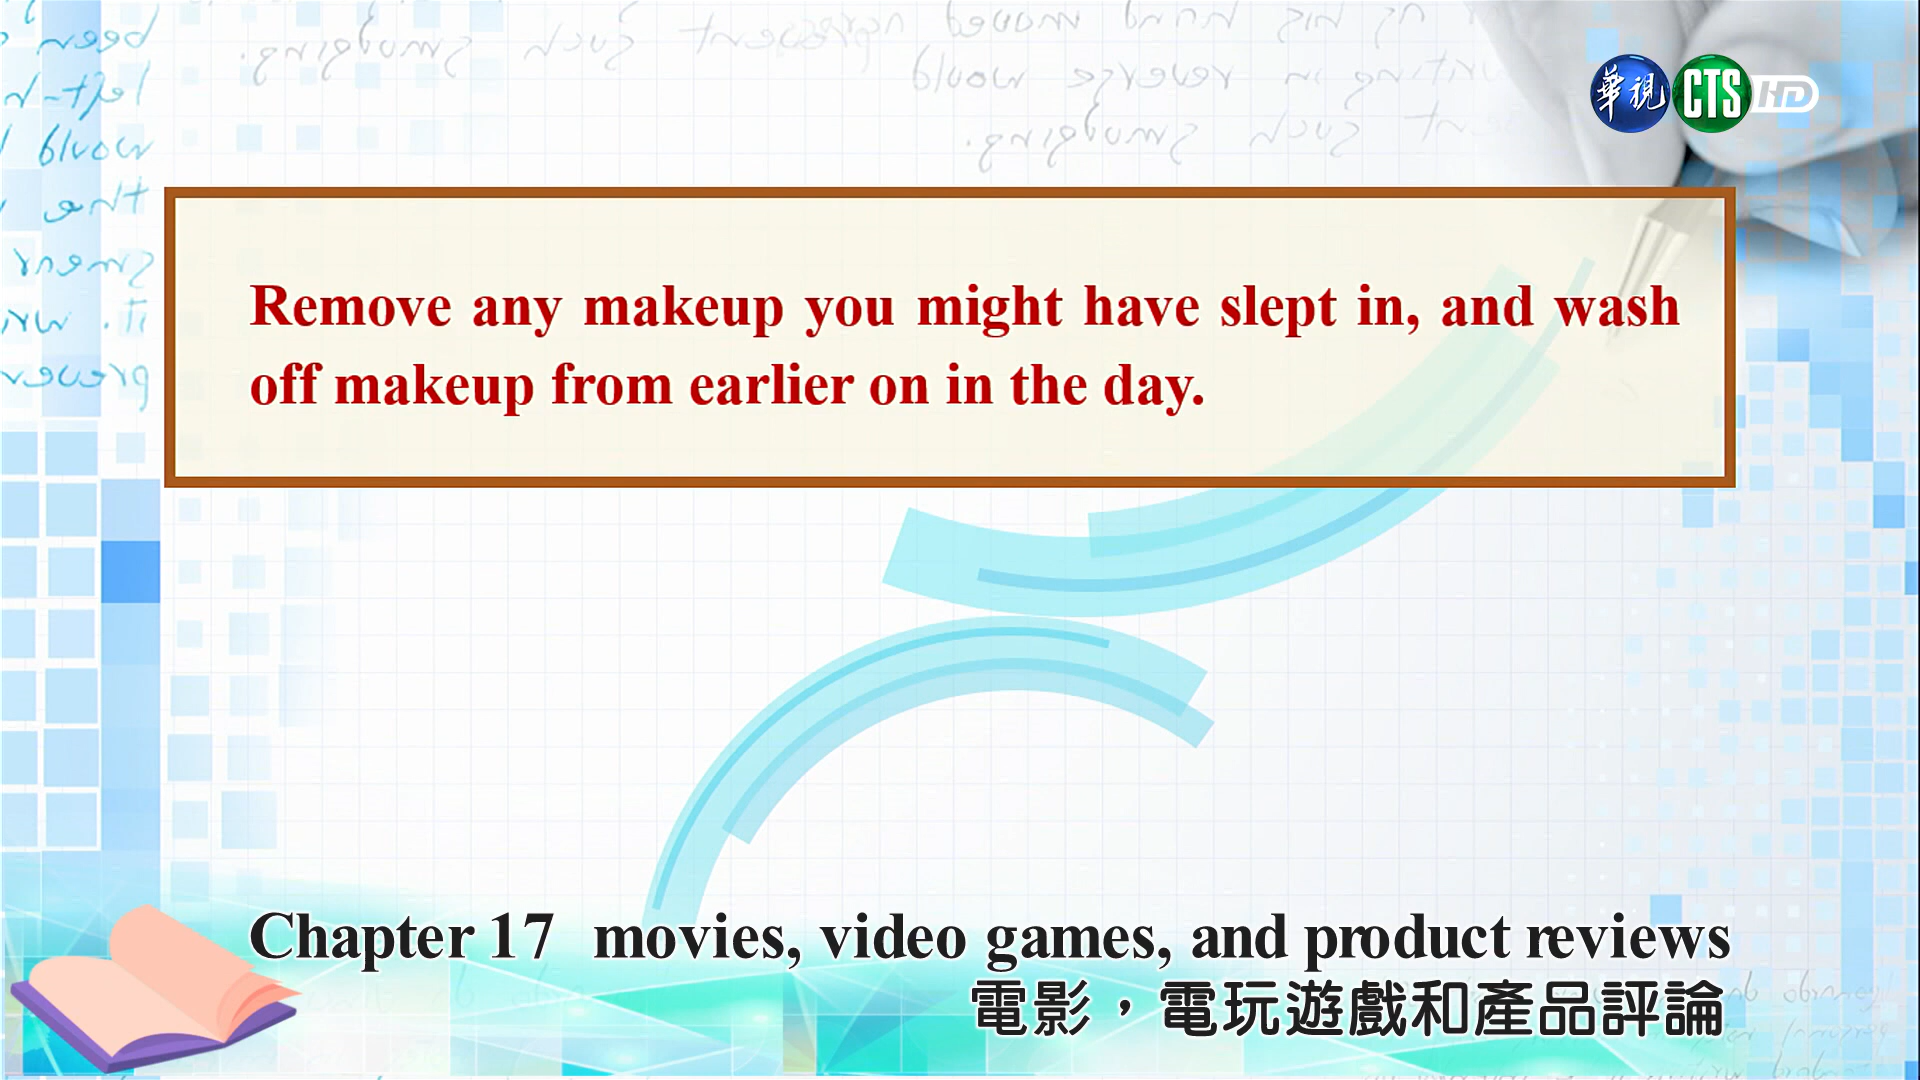 華視 CTS HD
Remove any makeup you might have slept in, and wash
off makeup from earlier on in the day.
Chapter 17 movies, video games, and product reviews
電影，電玩遊戲和產品評論